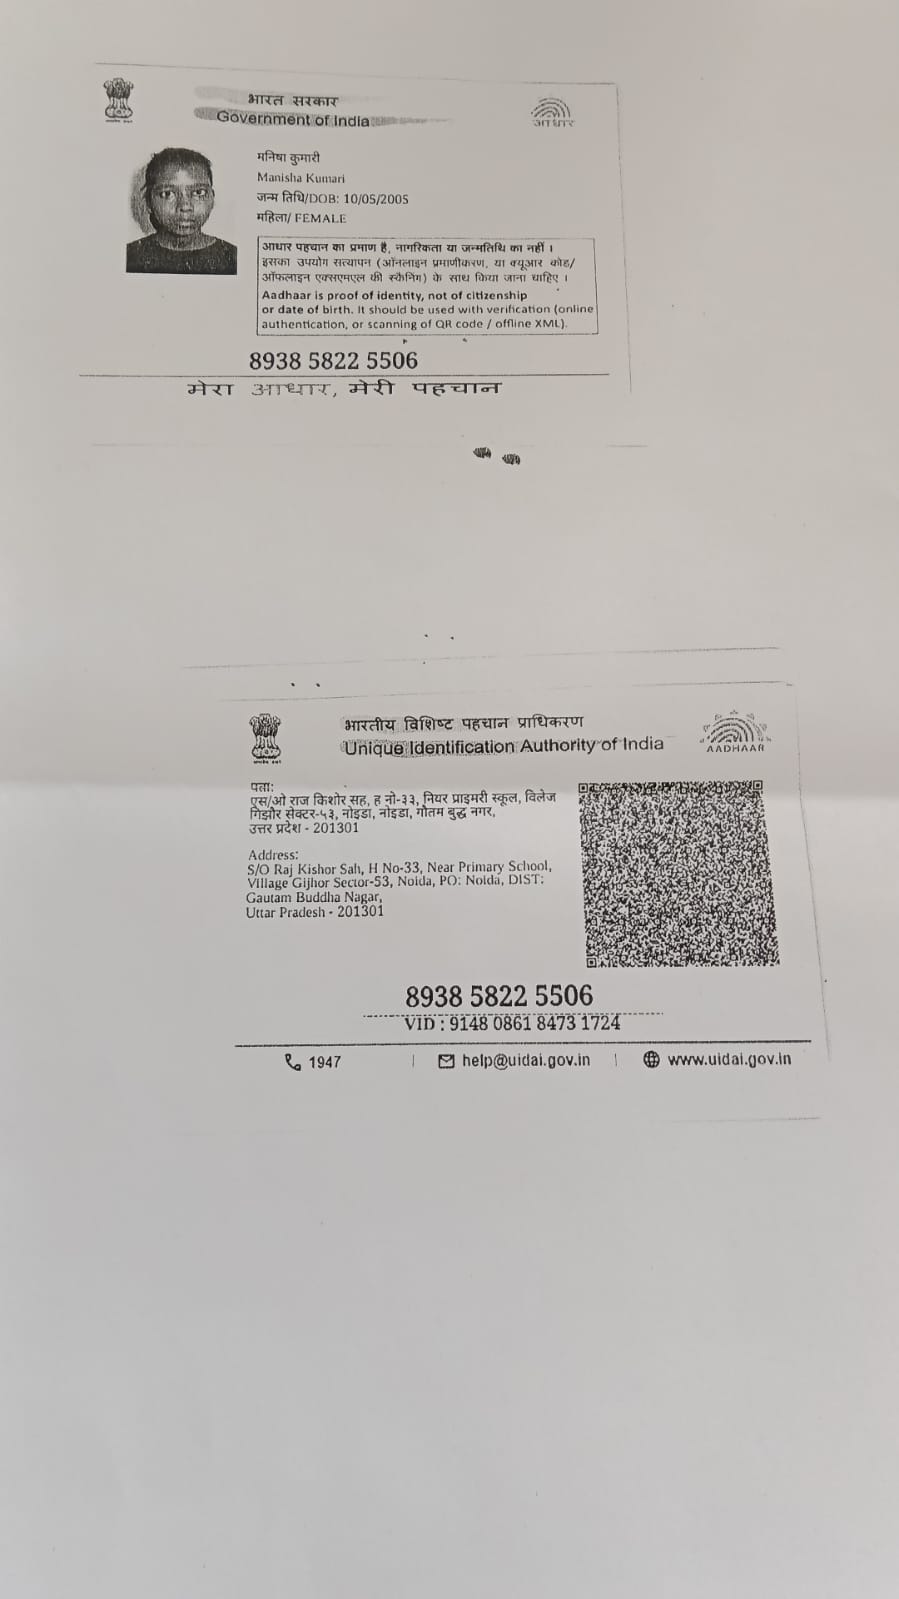 भारत सरकार
Government of India
आधार
मनिषा कुमारी
Manisha Kumari
जन्म तिथि/DOB: 10/05/2005
महिला/ FEMALE
आधार पहचान का प्रमाण है, नागरिकता या जन्मतिथि का नहीं ।
इसका उपयोग सत्यापन (ऑनलाइन प्रमाणीकरण, या क्यूआर कोड/
ऑफलाइन एक्सएमएल की स्कैनिंग) के साथ किया जाना चाहिए ।
Aadhaar is proof of identity, not of citizenship
or date of birth. It should be used with verification (online
authentication, or scanning of QR code / offline XML).
8938 5822 5506
मेरा आधार, मेरी पहचान
भारतीय विशिष्ट पहचान प्राधिकरण
Unique Identification Authority of India
AADHAAR
पता:
एस/ओ राज किशोर सह, ह नो-३३, नियर प्राइमरी स्कूल, विलेज
गिझौर सेक्टर-५३, नोइडा, नोइडा, गौतम बुद्ध नगर,
उत्तर प्रदेश - 201301
Address:
S/O Raj Kishor Sah, H No-33, Near Primary School,
Village Gijhor Sector-53, Noida, PO: Noida, DIST:
Gautam Buddha Nagar,
Uttar Pradesh - 201301
8938 5822 5506
VID : 9148 0861 8473 1724
1947 | help@uidai.gov.in | www.uidai.gov.in